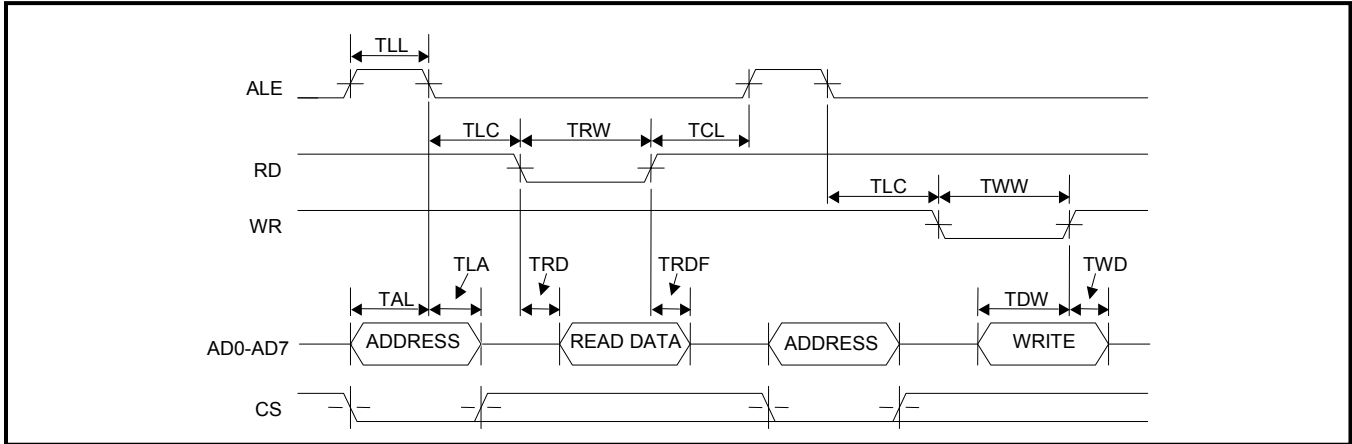 TLL
ALE
TLC TRW TCL
RD
TLC TWW
WR
TLA TRD TRDF TWD
TAL TDW
AD0-AD7 ADDRESS READ DATA ADDRESS WRITE
CS